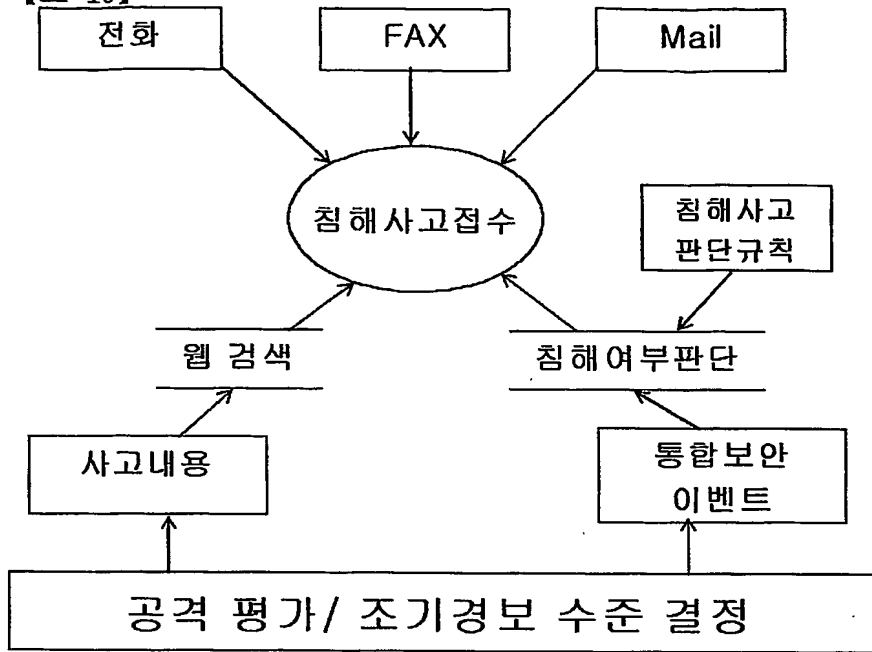 전화
FAX
Mail
침해사고접수
침해사고
판단규칙
웹 검색
침해여부판단
사고내용
통합보안
이벤트
공격 평가/ 조기경보 수준 결정